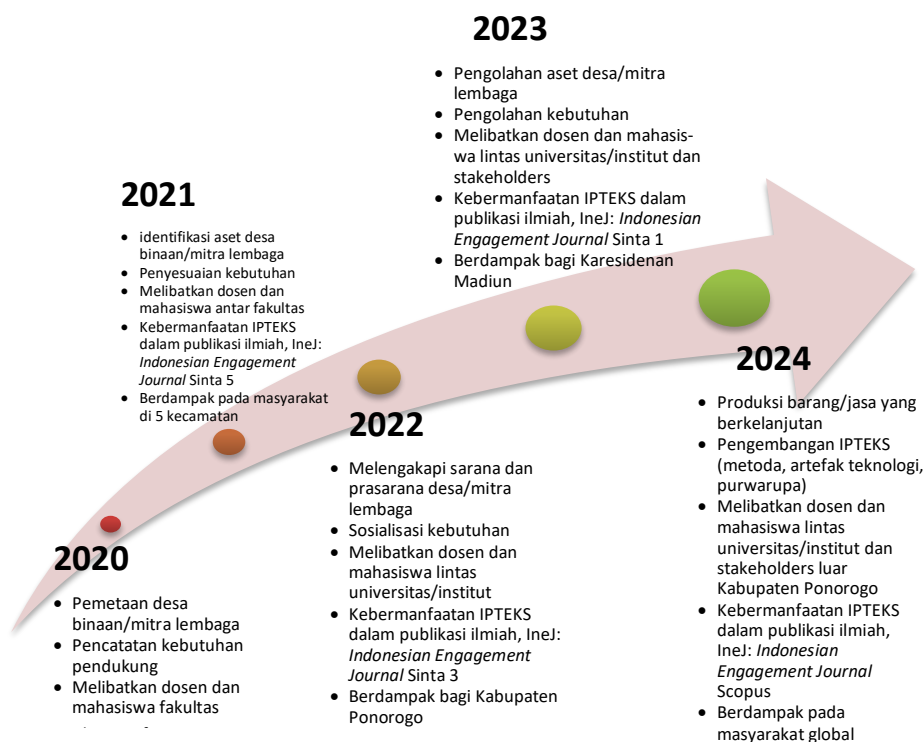 2020
• Pemetaan desa
binaan/mitra lembaga
• Pencatatan kebutuhan
pendukung
• Melibatkan dosen dan
mahasiswa fakultas
2021
• identifikasi aset desa
binaan/mitra lembaga
• Penyesuaian kebutuhan
• Melibatkan dosen dan
mahasiswa antar fakultas
• Kebermanfaatan IPTEKS
dalam publikasi ilmiah, IneJ:
Indonesian Engagement
Journal Sinta 5
• Berdampak pada masyarakat
di 5 kecamatan
2022
• Melengakapi sarana dan
prasarana desa/mitra
lembaga
• Sosialisasi kebutuhan
• Melibatkan dosen dan
mahasiswa lintas
universitas/institut
• Kebermanfaatan IPTEKS
dalam publikasi ilmiah, IneJ:
Indonesian Engagement
Journal Sinta 3
• Berdampak bagi Kabupaten
Ponorogo
2023
• Pengolahan aset desa/mitra
lembaga
• Pengolahan kebutuhan
• Melibatkan dosen dan mahasis-
wa lintas universitas/institut dan
stakeholders
• Kebermanfaatan IPTEKS dalam
publikasi ilmiah, IneJ: Indonesian
Engagement Journal Sinta 1
• Berdampak bagi Karesidenan
Madiun
2024
• Produksi barang/jasa yang
berkelanjutan
• Pengembangan IPTEKS
(metoda, artefak teknologi,
purwarupa)
• Melibatkan dosen dan
mahasiswa lintas
universitas/institut dan
stakeholders luar
Kabupaten Ponorogo
• Kebermanfaatan IPTEKS
dalam publikasi ilmiah,
IneJ: Indonesian
Engagement Journal
Scopus
• Berdampak pada
masyarakat global